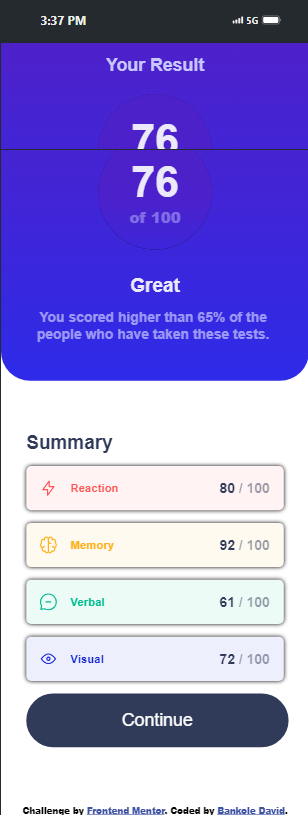 3:37 PM
5G
Your Result
76
76
of 100
Great
You scored higher than 65% of the
people who have taken these tests.
Summary
Reaction 80 / 100
Memory 92 / 100
Verbal 61 / 100
Visual 72 / 100
Continue
Challenge by Frontend Mentor. Coded by Bankole David.